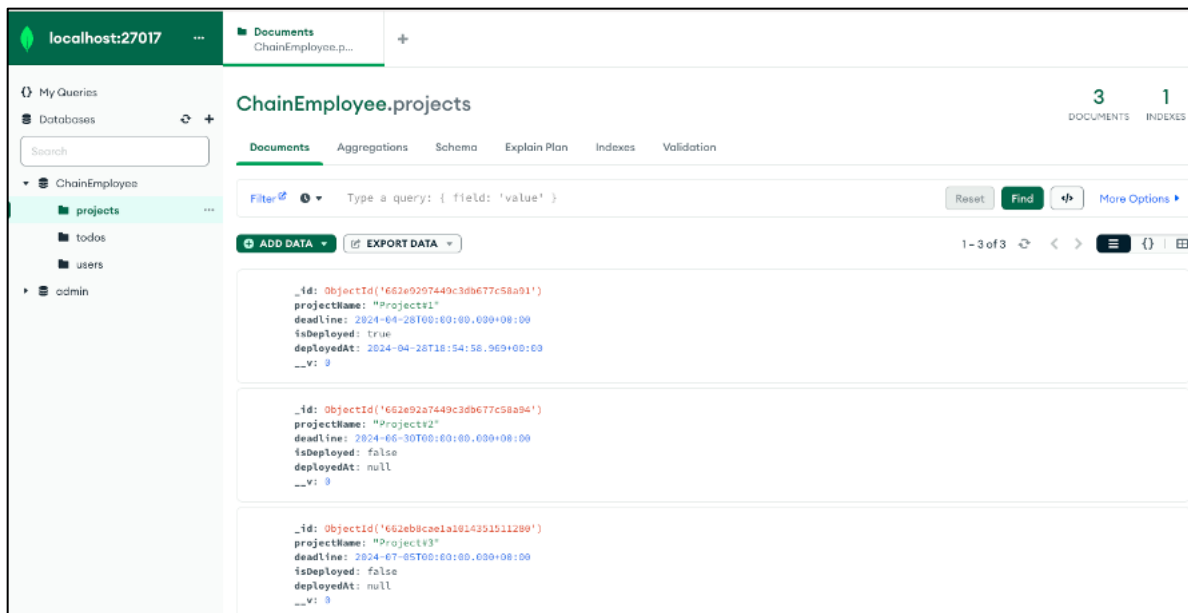 localhost:27017 ...
Documents
ChainEmployee.p...
+
{} My Queries
Databases
Search
ChainEmployee
projects ...
todos
users
admin
ChainEmployee.projects
3
DOCUMENTS
1
INDEXES
Documents Aggregations Schema Explain Plan Indexes Validation
Filter Type a query: { field: 'value' } Reset Find </> More Options
ADD DATA EXPORT DATA 1-3 of 3 {}
_id: ObjectId('662e9297449c3db677c58a91')
projectName: "Project#1"
deadline: 2024-04-28T00:00:00.000+00:00
isDeployed: true
deployedAt: 2024-04-28T18:54:58.969+00:00
__v: 0
_id: ObjectId('662e92a7449c3db677c58a94')
projectName: "Project#2"
deadline: 2024-06-30T00:00:00.000+00:00
isDeployed: false
deployedAt: null
__v: 0
_id: ObjectId('662eb8cae1a1014351511280')
projectName: "Project#3"
deadline: 2024-07-05T00:00:00.000+00:00
isDeployed: false
deployedAt: null
__v: 0